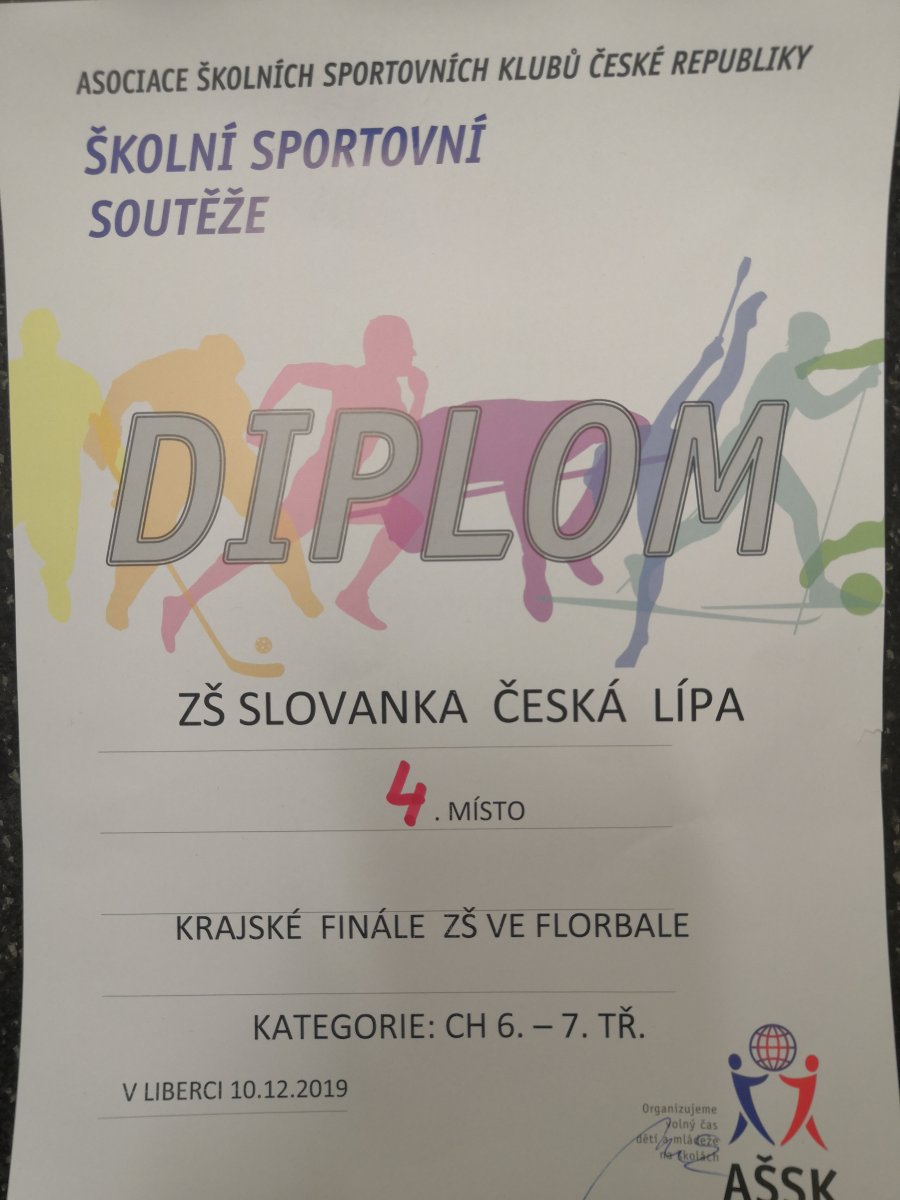 ASOCIACE ŠKOLNÍCH SPORTOVNÍCH KLUBŮ ČESKÉ REPUBLIKY
ŠKOLNÍ SPORTOVNÍ
SOUTĚŽE
DIPLOM
ZŠ SLOVANKA ČESKÁ LÍPA
4. MÍSTO
KRAJSKÉ FINÁLE ZŠ VE FLORBALE
KATEGORIE: CH 6. – 7. TŘ.
V LIBERCI 10.12.2019
Organizujeme
volný čas
dětí a mládeže
na školách
AŠSK